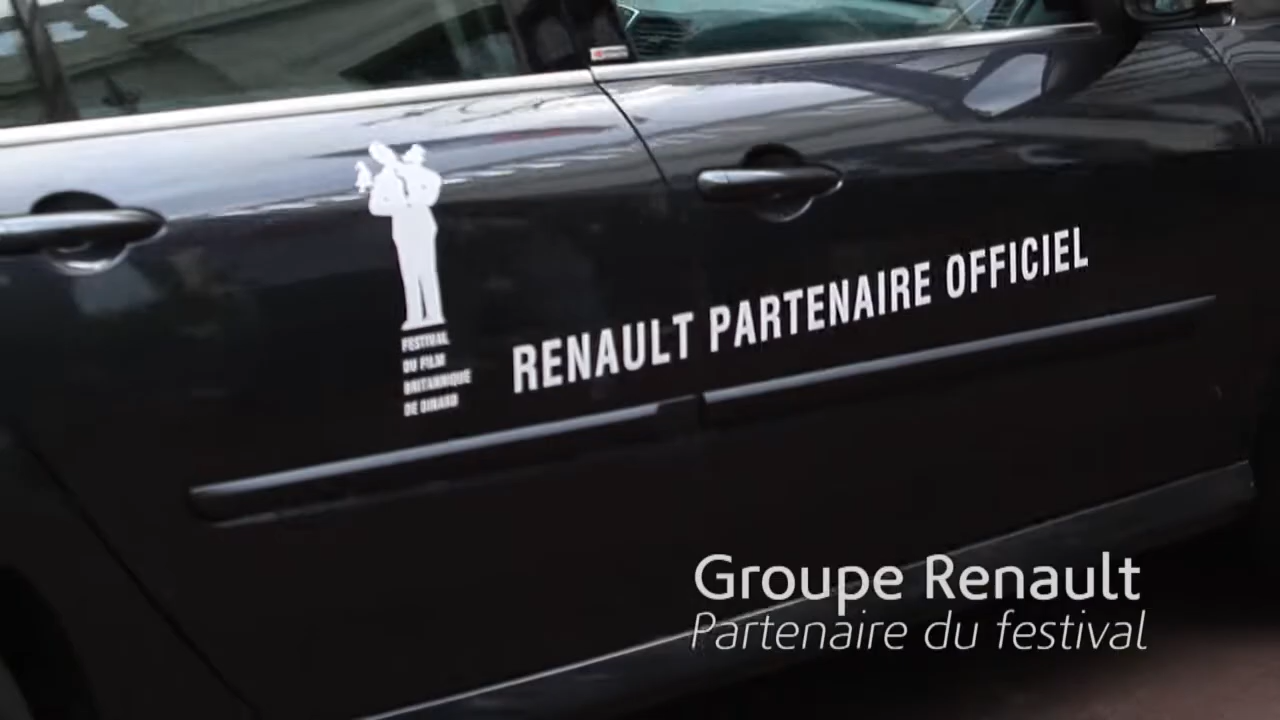 FESTIVAL
DU FILM
BRITANNIQUE
DE DINARD
RENAULT PARTENAIRE OFFICIEL
Groupe Renault
Partenaire du festival